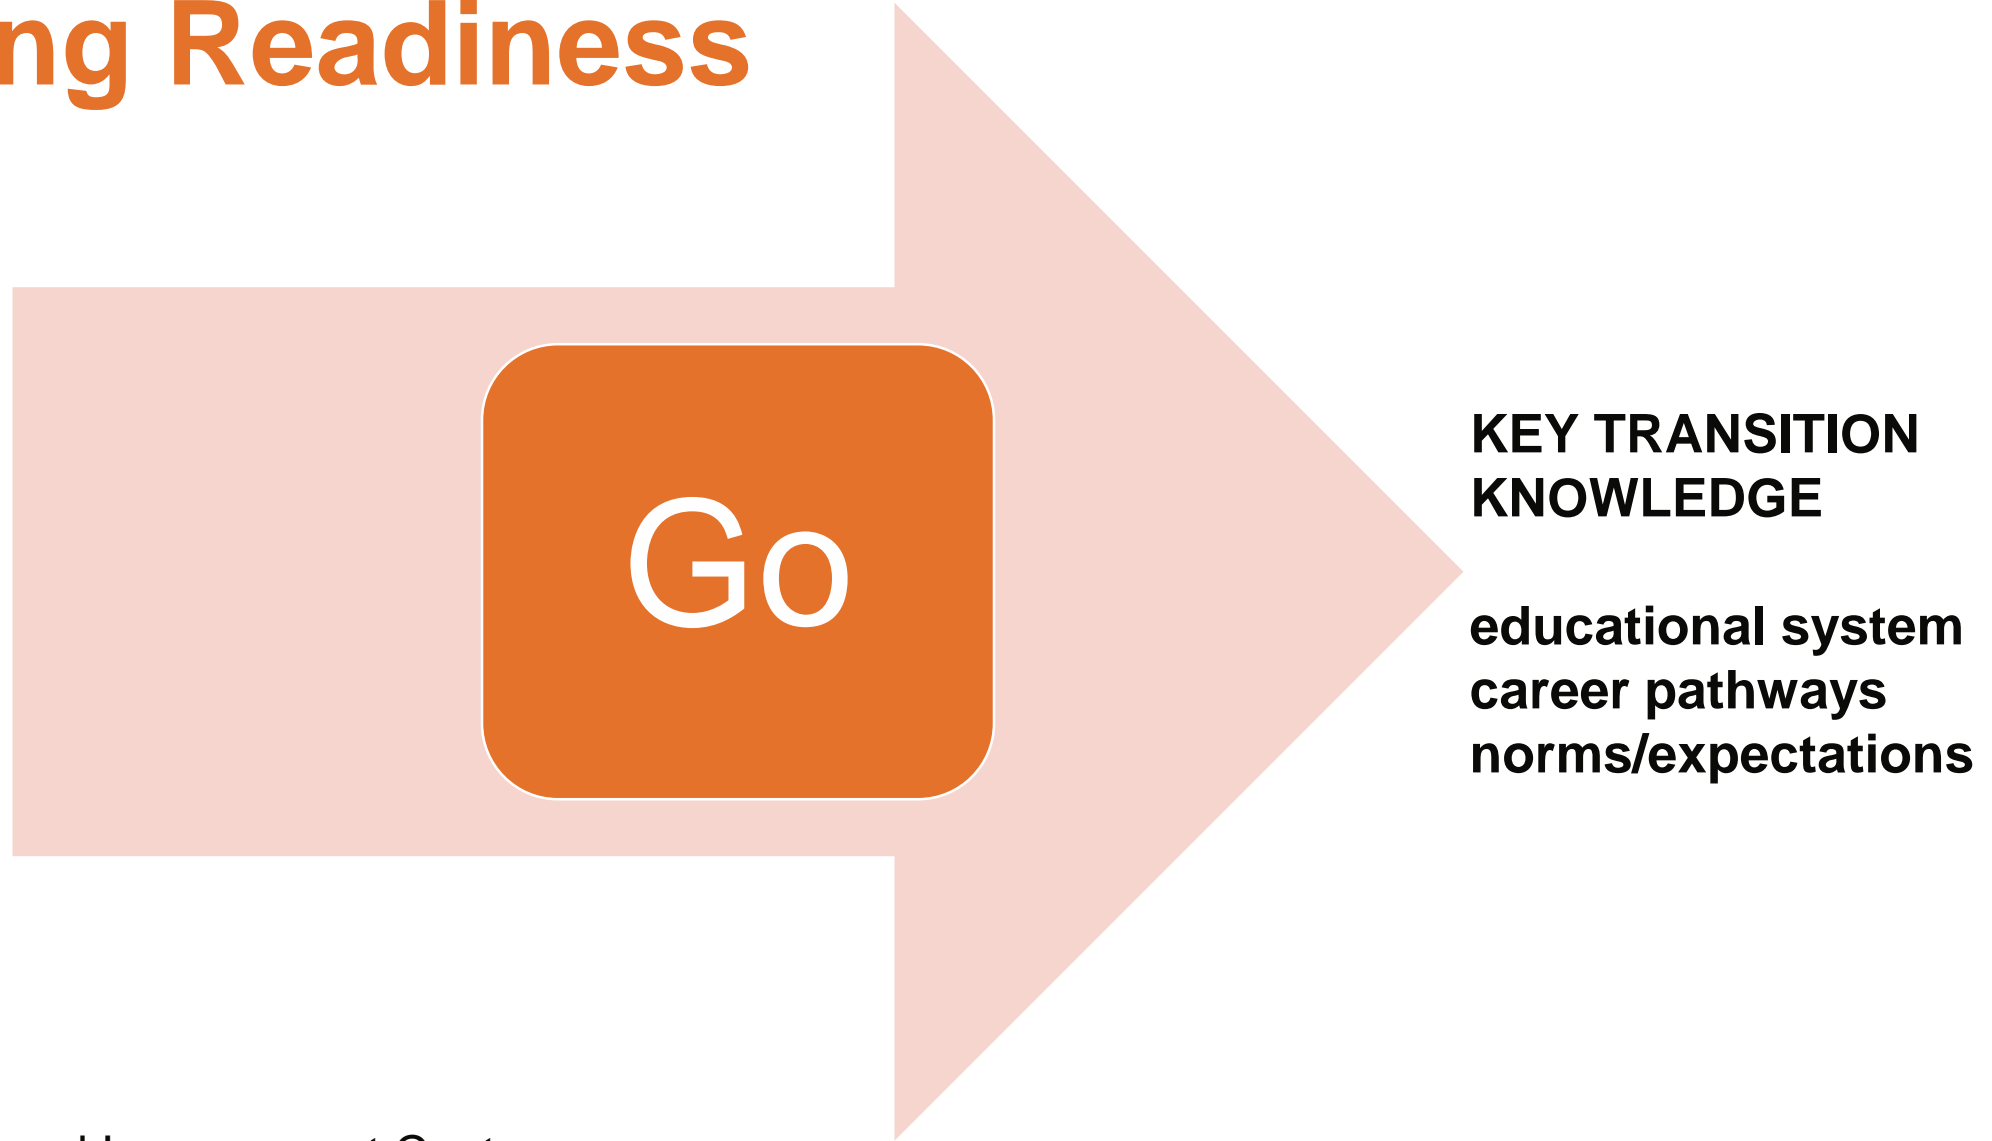 ng Readiness
Go
KEY TRANSITION
KNOWLEDGE
educational system
career pathways
norms/expectations